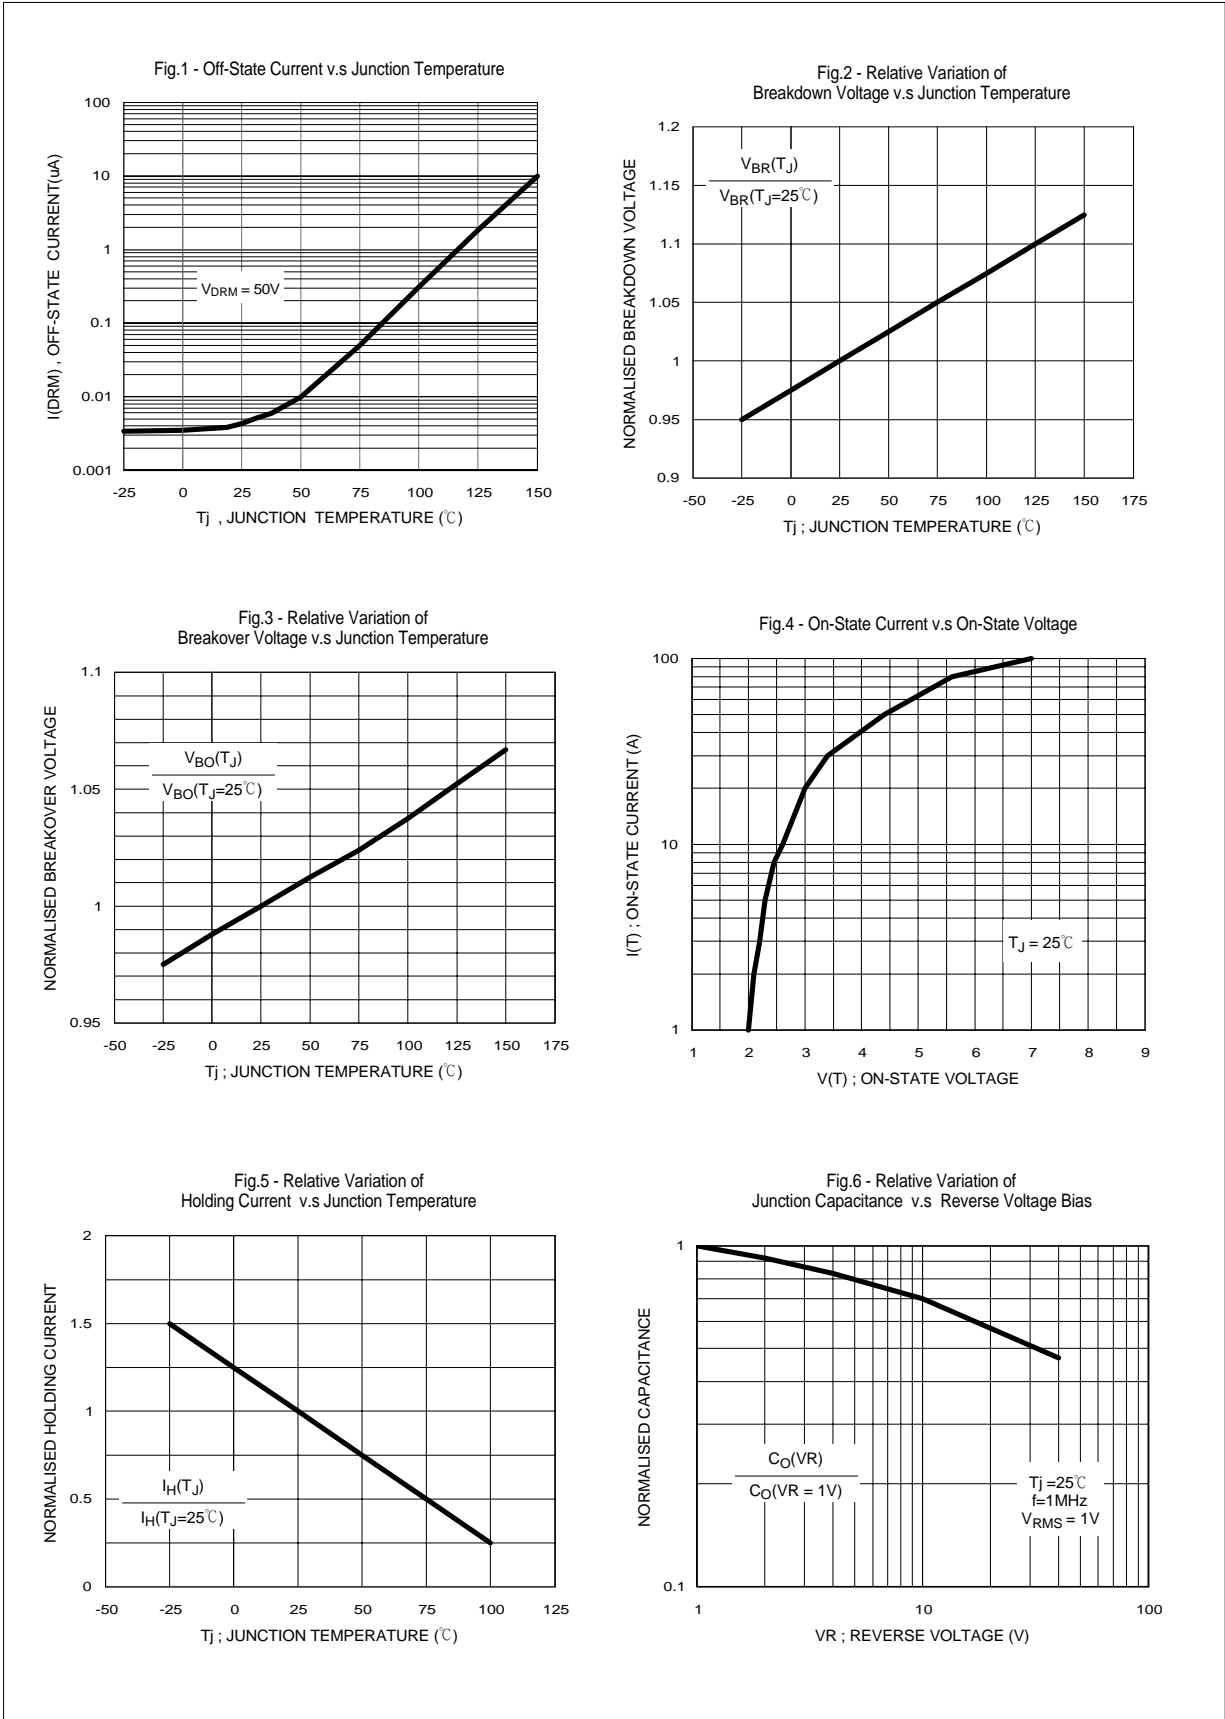 Fig.1 - Off-State Current v.s Junction Temperature
100
10
1
0.1
0.01
0.001
I(DRM) , OFF-STATE CURRENT(uA)
VDRM = 50V
-25 0 25 50 75 100 125 150
Tj , JUNCTION TEMPERATURE (℃)
Fig.2 - Relative Variation of
Breakdown Voltage v.s Junction Temperature
1.2
1.15
1.1
1.05
1
0.95
0.9
NORMALISED BREAKDOWN VOLTAGE
VBR(TJ)
VBR(TJ=25℃)
-50 -25 0 25 50 75 100 125 150 175
Tj ; JUNCTION TEMPERATURE (℃)
Fig.3 - Relative Variation of
Breakover Voltage v.s Junction Temperature
1.1
1.05
1
0.95
NORMALISED BREAKOVER VOLTAGE
VBO(TJ)
VBO(TJ=25℃)
-50 -25 0 25 50 75 100 125 150 175
Tj ; JUNCTION TEMPERATURE (℃)
Fig.4 - On-State Current v.s On-State Voltage
100
10
1
I(T) ; ON-STATE CURRENT (A)
TJ = 25℃
1 2 3 4 5 6 7 8 9
V(T) ; ON-STATE VOLTAGE
Fig.5 - Relative Variation of
Holding Current v.s Junction Temperature
2
1.5
1
0.5
0
NORMALISED HOLDING CURRENT
IH(TJ)
IH(TJ=25℃)
-50 -25 0 25 50 75 100 125
Tj ; JUNCTION TEMPERATURE (℃)
Fig.6 - Relative Variation of
Junction Capacitance v.s Reverse Voltage Bias
1
0.1
NORMALISED CAPACITANCE
CO(VR)
CO(VR = 1V)
Tj =25℃
f=1MHz
VRMS = 1V
1 10 100
VR ; REVERSE VOLTAGE (V)